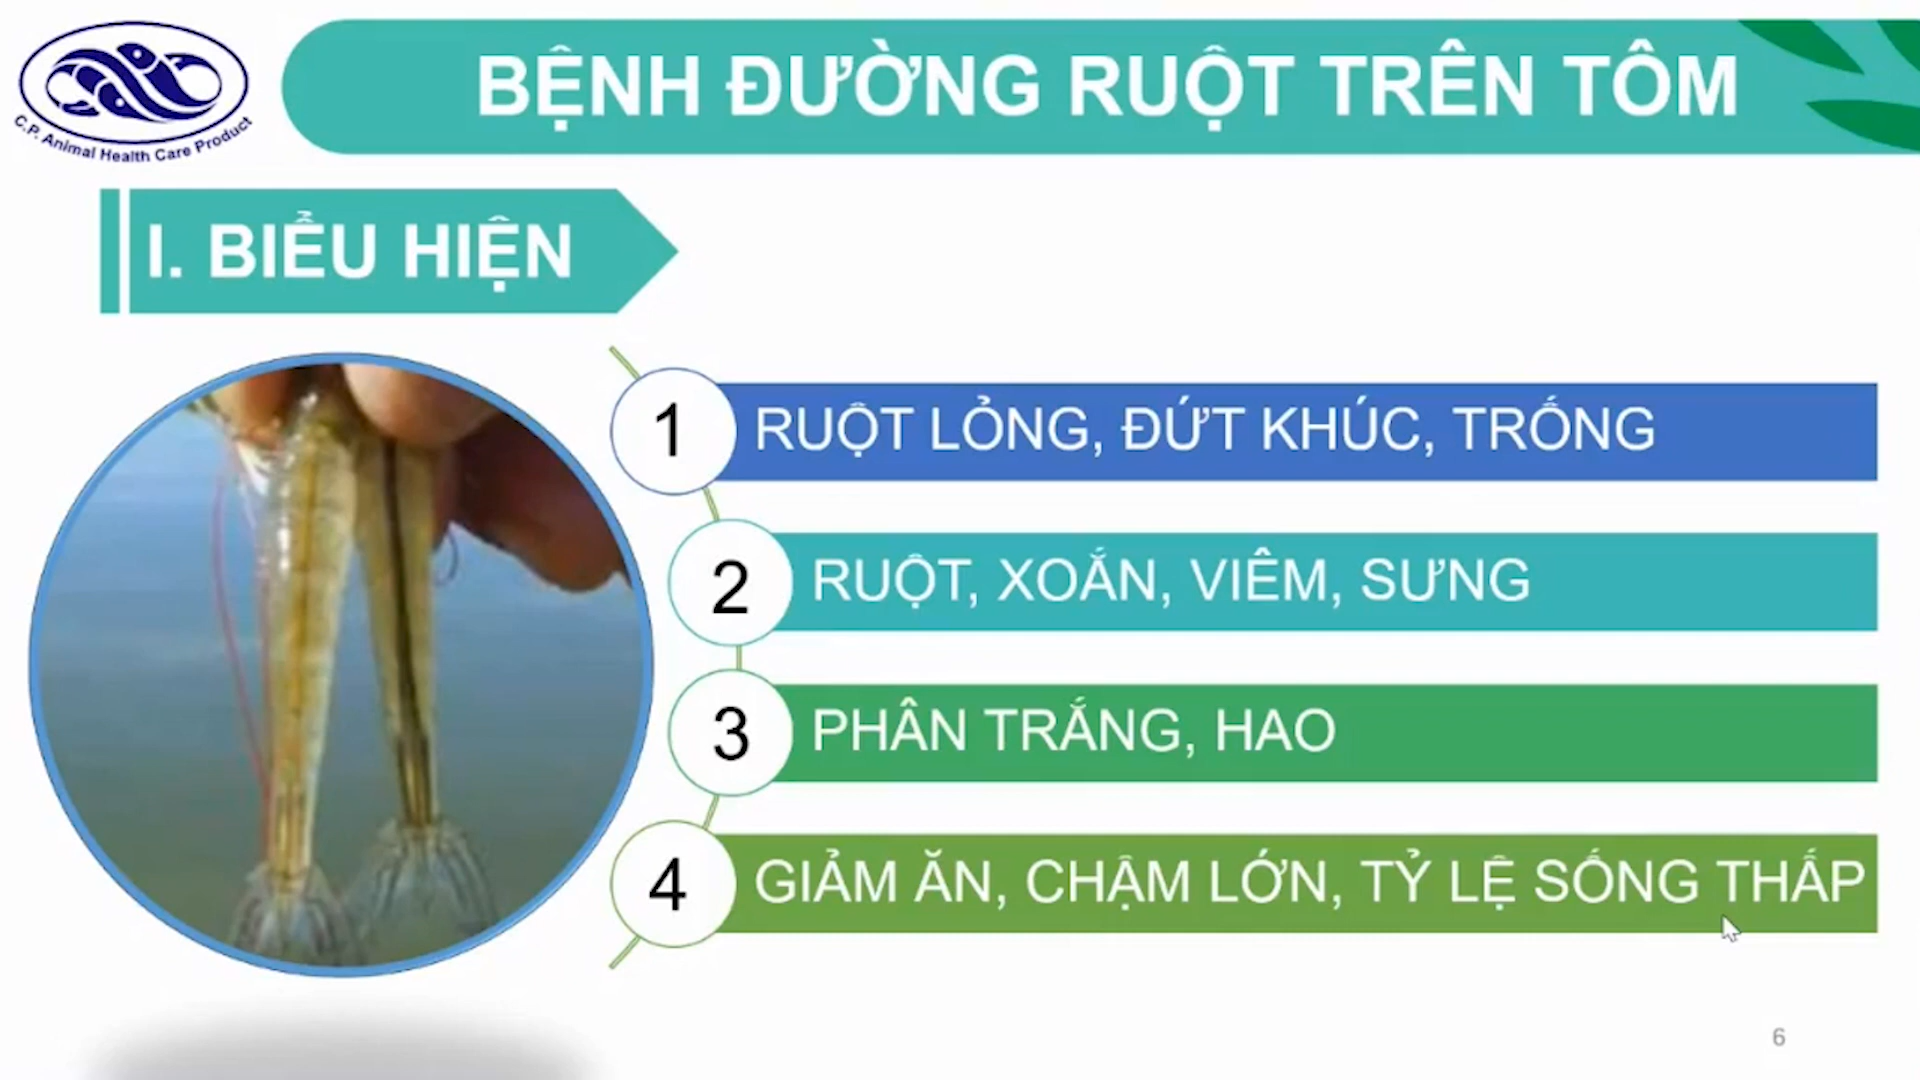 C.P. Animal Health Care Product
BỆNH ĐƯỜNG RUỘT TRÊN TÔM
I. BIỂU HIỆN
1 RUỘT LỎNG, ĐỨT KHÚC, TRỐNG
2 RUỘT, XOẮN, VIÊM, SƯNG
3 PHÂN TRẮNG, HAO
4 GIẢM ĂN, CHẬM LỚN, TỶ LỆ SỐNG THẤP
6